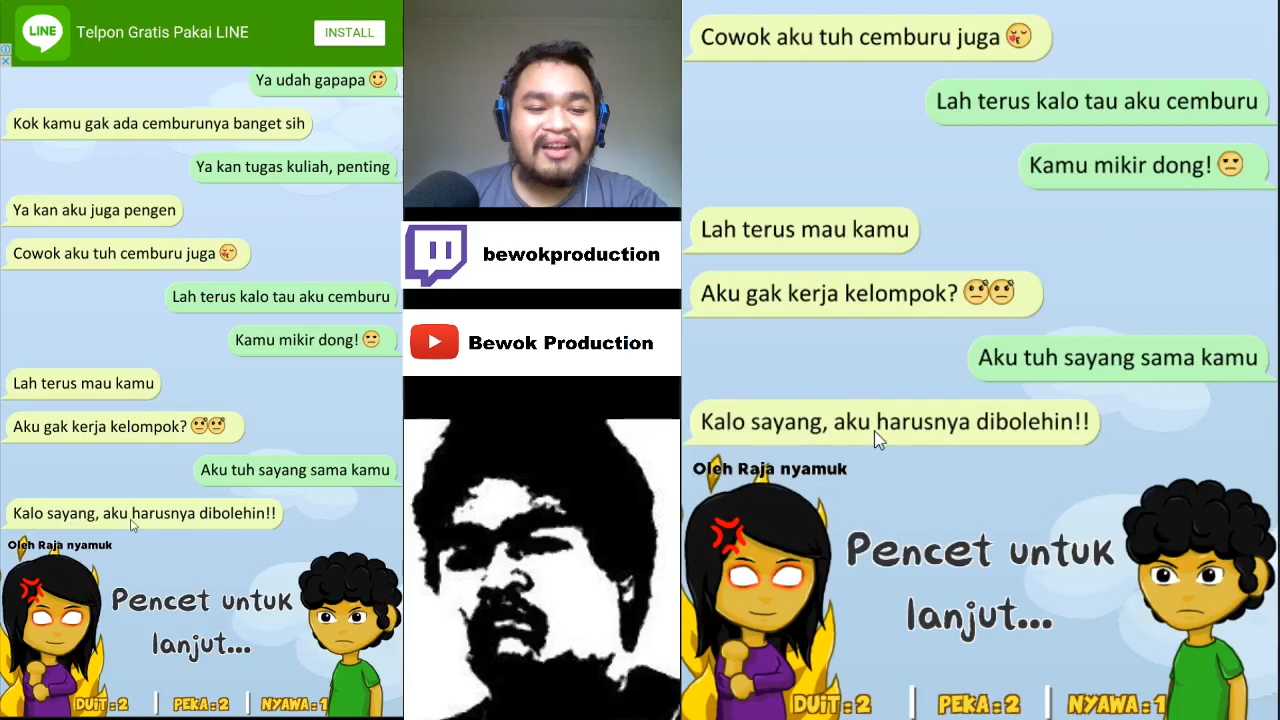 LINE
Telpon Gratis Pakai LINE
INSTALL
Ya udah gapapa
Kok kamu gak ada cemburunya banget sih
Ya kan tugas kuliah, penting
Ya kan aku juga pengen
Cowok aku tuh cemburu juga
Lah terus kalo tau aku cemburu
Kamu mikir dong!
Lah terus mau kamu
Aku gak kerja kelompok?
Aku tuh sayang sama kamu
Kalo sayang, aku harusnya dibolehin!!
Oleh Raja nyamuk
Pencet untuk
lanjut...
DUiT : 2 | PEKA : 2 | NYAWA : 1
bewokproduction
Bewok Production
Cowok aku tuh cemburu juga
Lah terus kalo tau aku cemburu
Kamu mikir dong!
Lah terus mau kamu
Aku gak kerja kelompok?
Aku tuh sayang sama kamu
Kalo sayang, aku harusnya dibolehin!!
Oleh Raja nyamuk
Pencet untuk
lanjut...
DUiT : 2 | PEKA : 2 | NYAWA : 1